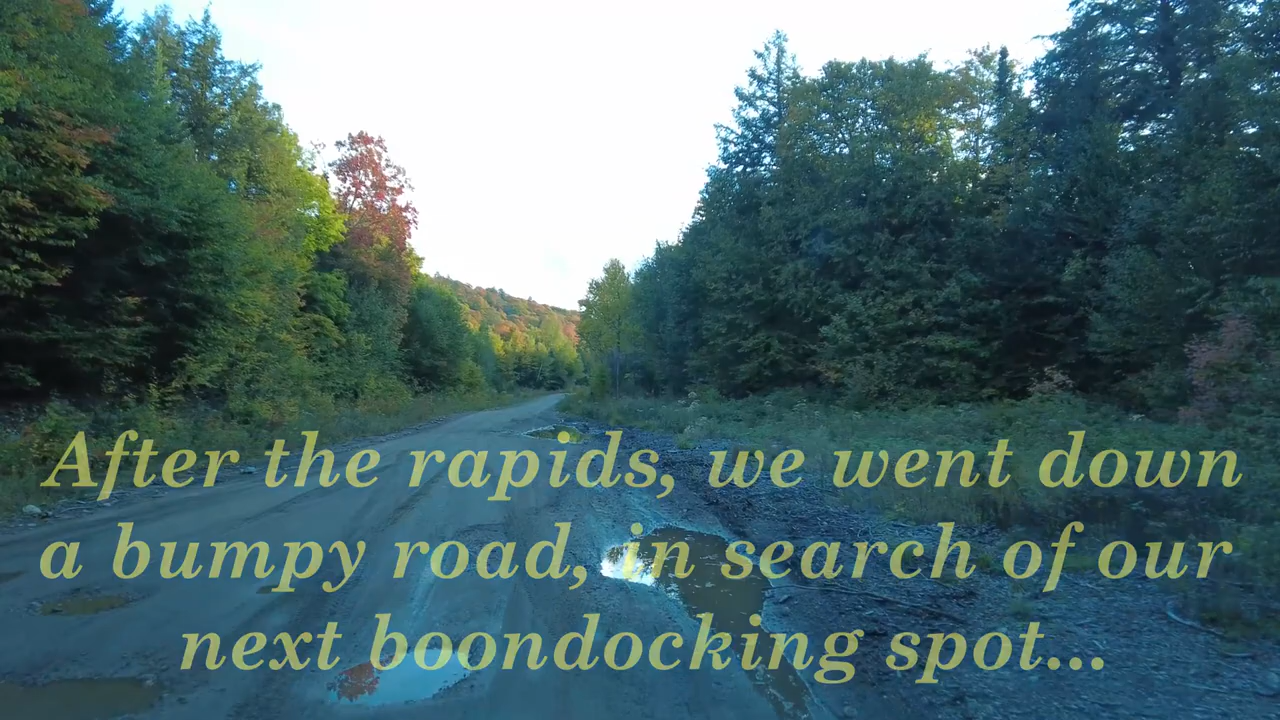 After the rapids, we went down
a bumpy road, in search of our
next boondocking spot...